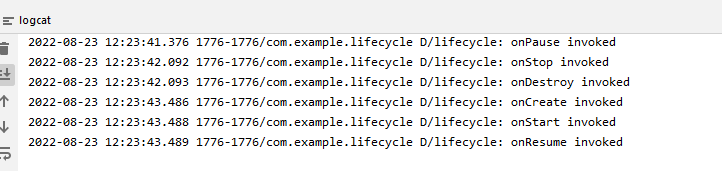 logcat
2022-08-23 12:23:41.376 1776-1776/com.example.lifecycle D/lifecycle: onPause invoked
2022-08-23 12:23:42.092 1776-1776/com.example.lifecycle D/lifecycle: onStop invoked
2022-08-23 12:23:42.093 1776-1776/com.example.lifecycle D/lifecycle: onDestroy invoked
2022-08-23 12:23:43.486 1776-1776/com.example.lifecycle D/lifecycle: onCreate invoked
2022-08-23 12:23:43.488 1776-1776/com.example.lifecycle D/lifecycle: onStart invoked
2022-08-23 12:23:43.489 1776-1776/com.example.lifecycle D/lifecycle: onResume invoked